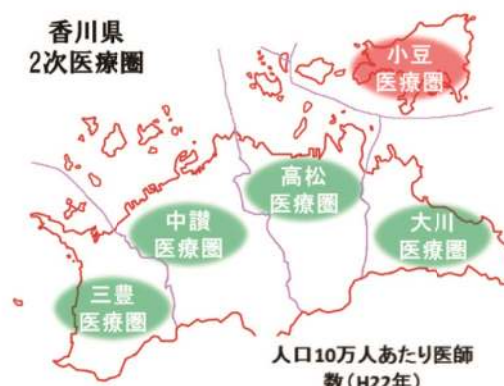 香川県
2次医療圏
小豆
医療圏
高松
医療圏
中讃
医療圏
大川
医療圏
三豊
医療圏
人口10万人あたり医師
数(H22年)